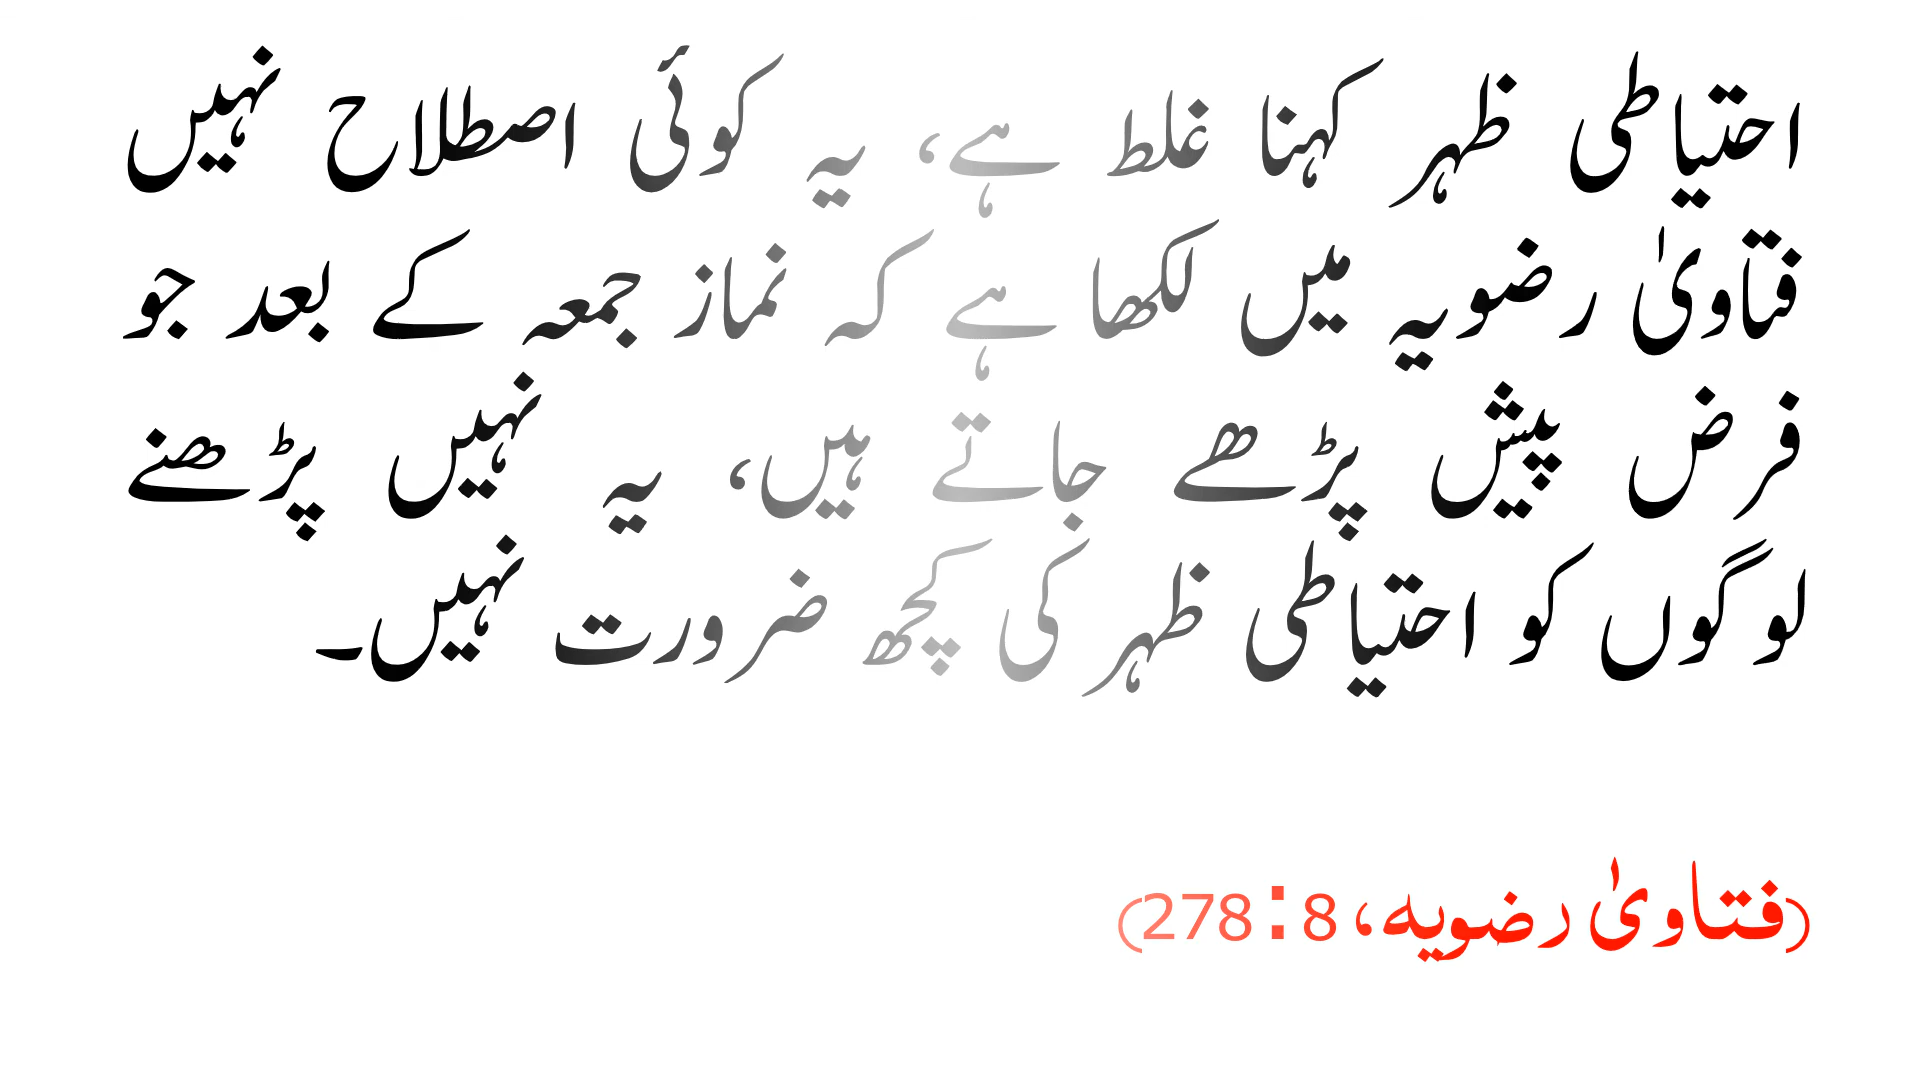 احتیاطی ظہر کہنا غلط ہے، یہ کوئی اصطلاح نہیں
فتاویٰ رضویہ میں لکھا ہے کہ نماز جمعہ کے بعد جو
فرض پیش پڑھے جاتے ہیں، یہ نہیں پڑھنے
لوگوں کو احتیاطی ظہر کی کچھ ضرورت نہیں۔
(فتاویٰ رضویہ، 8:278)